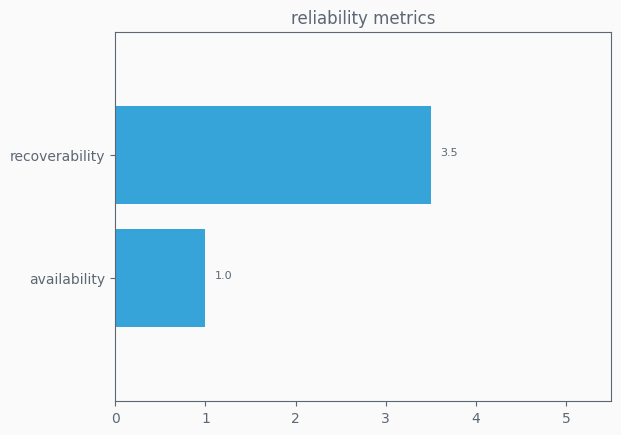 reliability metrics
recoverability
3.5
availability
1.0
0 1 2 3 4 5